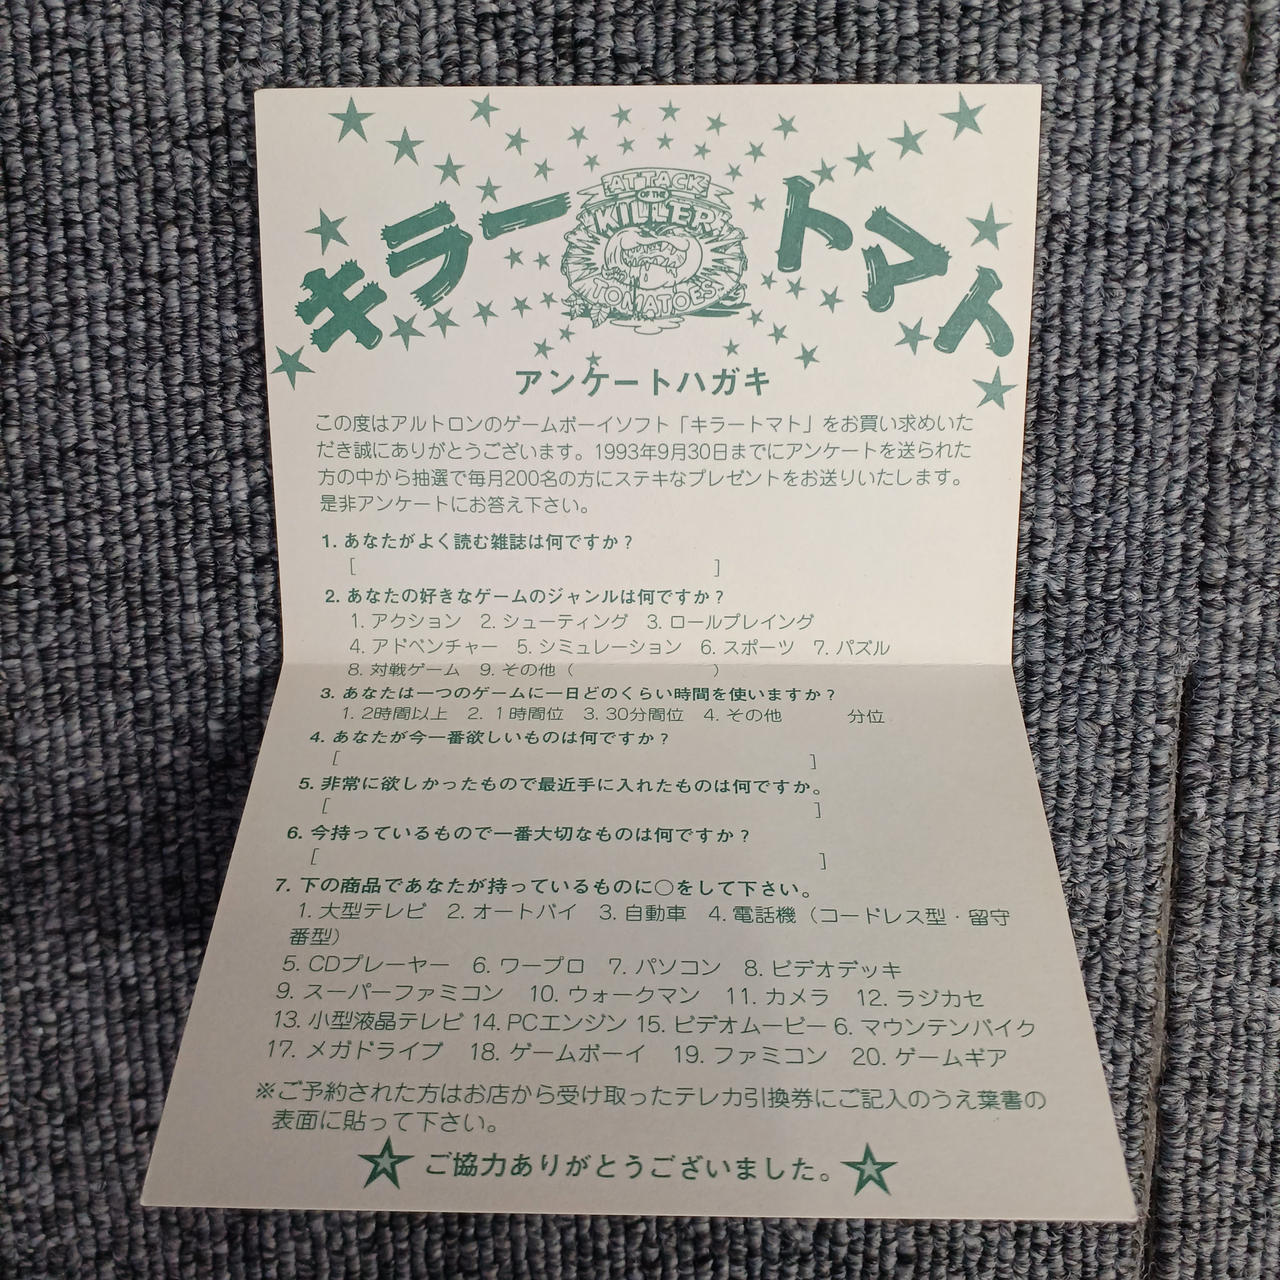 キラートマト
ATTACK
OF THE
KILLER
TOMATOES
アンケートハガキ
この度はアルトロンのゲームボーイソフト「キラートマト」をお買い求めいた
だき誠にありがとうございます。1993年9月30日までにアンケートを送られた
方の中から抽選で毎月200名の方にステキなプレゼントをお送りいたします。
是非アンケートにお答え下さい。
1. あなたがよく読む雑誌は何ですか？
[ ]
2. あなたの好きなゲームのジャンルは何ですか？
1. アクション 2. シューティング 3. ロールプレイング
4. アドベンチャー 5. シミュレーション 6. スポーツ 7. パズル
8. 対戦ゲーム 9. その他（ ）
3. あなたは一つのゲームに一日どのくらい時間を使いますか？
1. 2時間以上 2. 1時間位 3. 30分間位 4. その他 分位
4. あなたが今一番欲しいものは何ですか？
[ ]
5. 非常に欲しかったもので最近手に入れたものは何ですか。
[ ]
6. 今持っているもので一番大切なものは何ですか？
[ ]
7. 下の商品であなたが持っているものに○をして下さい。
1. 大型テレビ 2. オートバイ 3. 自動車 4. 電話機（コードレス型・留守
番型）
5. CDプレーヤー 6. ワープロ 7. パソコン 8. ビデオデッキ
9. スーパーファミコン 10. ウォークマン 11. カメラ 12. ラジカセ
13. 小型液晶テレビ 14. PCエンジン 15. ビデオムービー 6. マウンテンバイク
17. メガドライブ 18. ゲームボーイ 19. ファミコン 20. ゲームギア
※ご予約された方はお店から受け取ったテレカ引換券にご記入のうえ葉書の
表面に貼って下さい。
ご協力ありがとうございました。